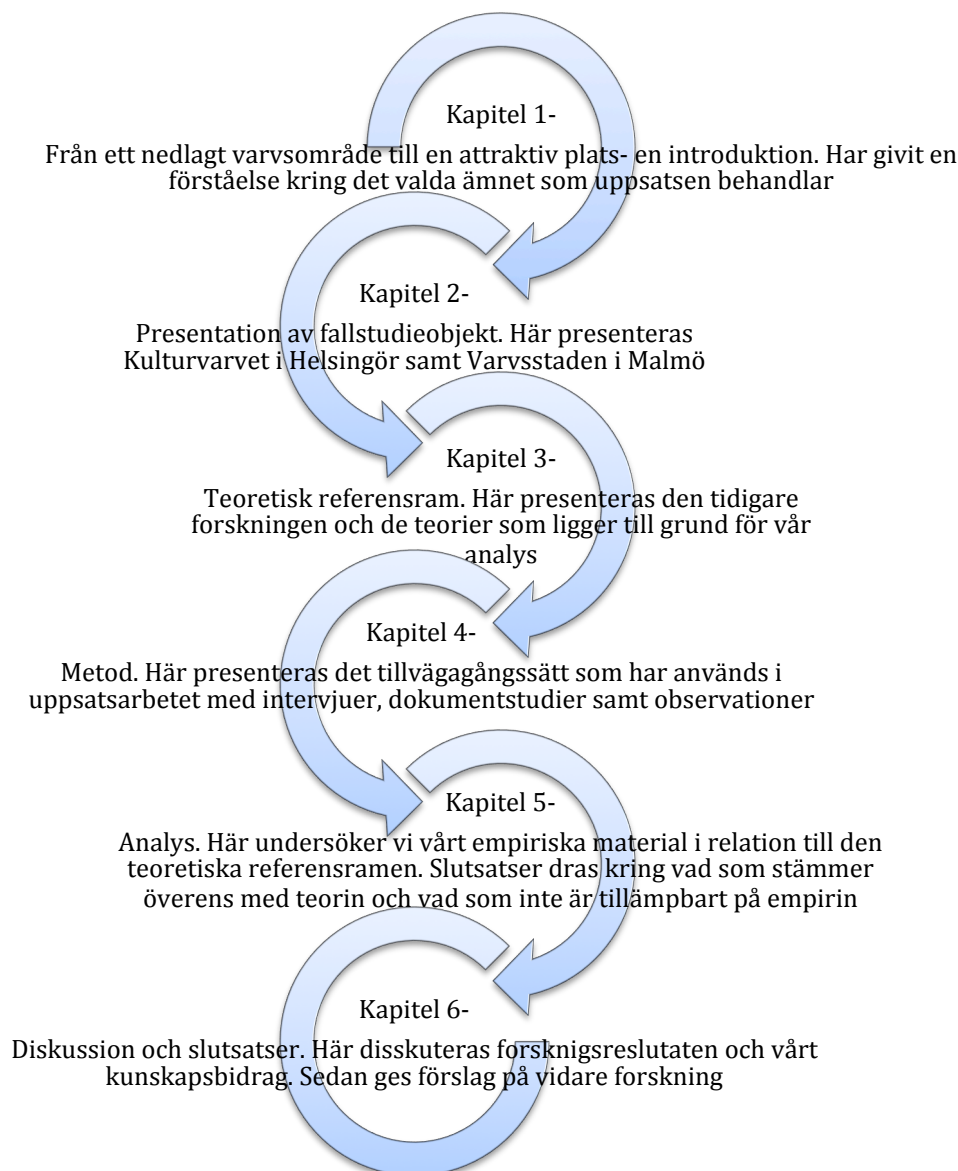 Kapitel 1-
Från ett nedlagt varvsområde till en attraktiv plats- en introduktion. Har givit en
förståelse kring det valda ämnet som uppsatsen behandlar
Kapitel 2-
Presentation av fallstudieobjekt. Här presenteras
Kulturvarvet i Helsingör samt Varvsstaden i Malmö
Kapitel 3-
Teoretisk referensram. Här presenteras den tidigare
forskningen och de teorier som ligger till grund för vår
analys
Kapitel 4-
Metod. Här presenteras det tillvägagångssätt som har används i
uppsatsarbetet med intervjuer, dokumentstudier samt observationer
Kapitel 5-
Analys. Här undersöker vi vårt empiriska material i relation till den
teoretiska referensramen. Slutsatser dras kring vad som stämmer
överens med teorin och vad som inte är tillämpbart på empirin
Kapitel 6-
Diskussion och slutsatser. Här disskuteras forsknigsreslutaten och vårt
kunskapsbidrag. Sedan ges förslag på vidare forskning